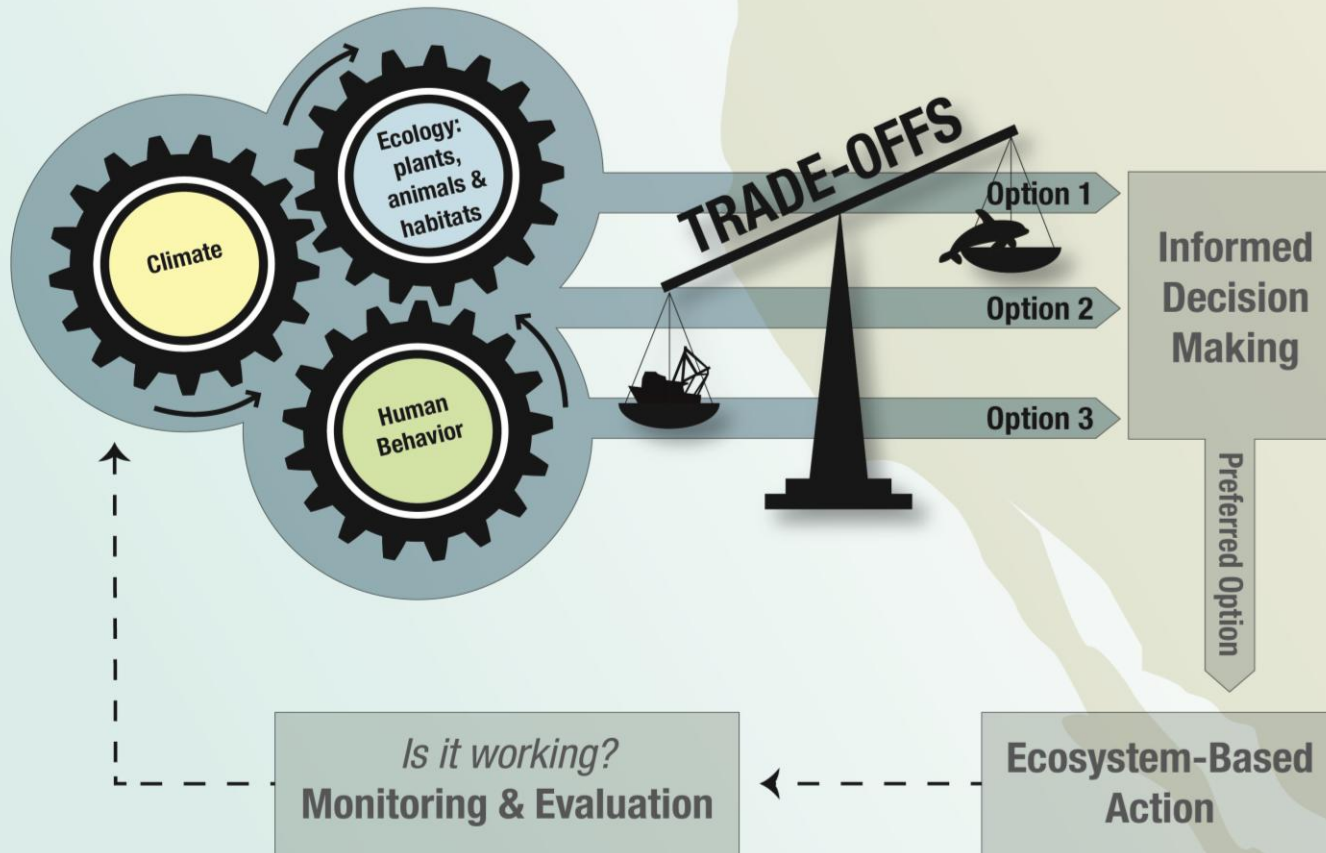 Climate
Ecology:
plants,
animals &
habitats
Human
Behavior
TRADE-OFFS
Option 1
Option 2
Option 3
Informed
Decision
Making
Preferred Option
Ecosystem-Based
Action
Is it working?
Monitoring & Evaluation